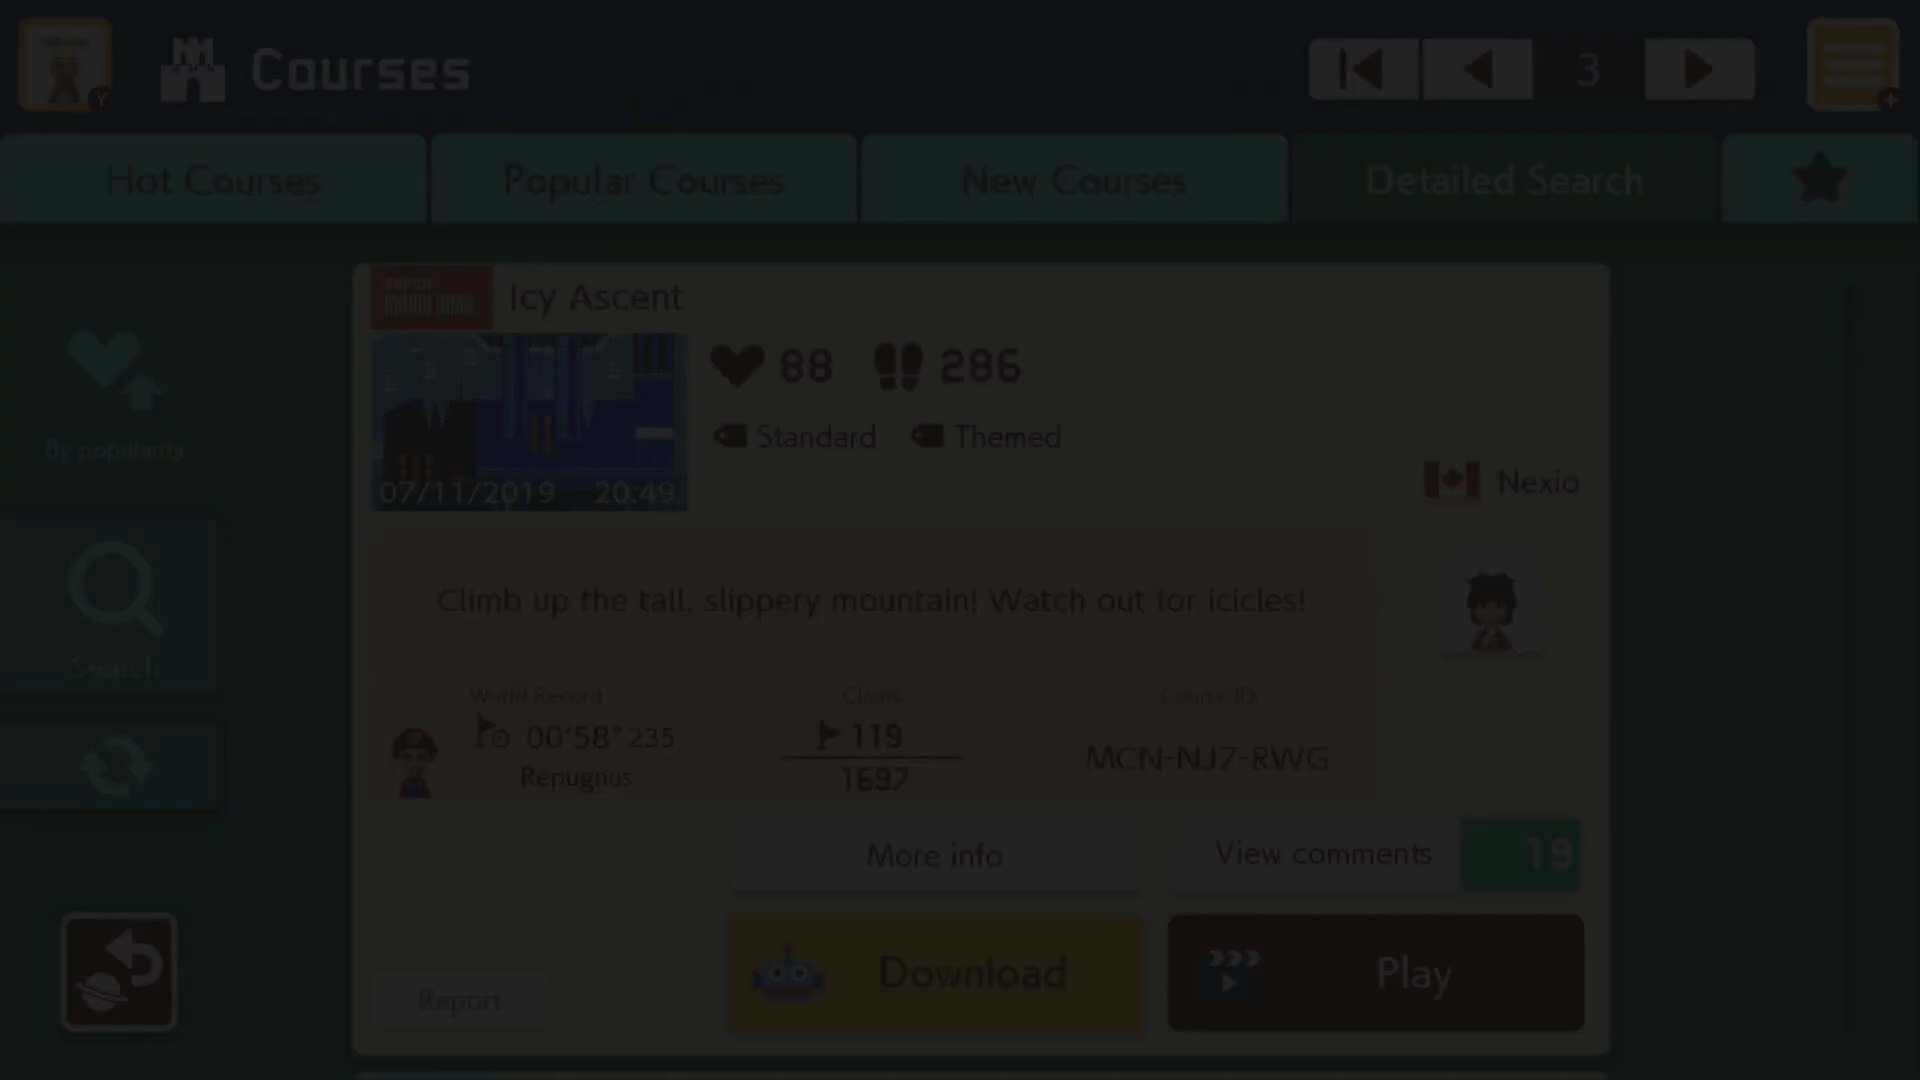 Y
Courses
3
+
Hot Courses
Popular Courses
New Courses
Detailed Search
Icy Ascent
88
286
Standard
Themed
07/11/2019 20:49
Nexio
By popularity
Climb up the tall, slippery mountain! Watch out for icicles!
Search
World Record
Clears
Course ID
00'58"235
119
Repugnus
1697
MCN-NJ7-RWG
More info
View comments
19
Download
Play
Report